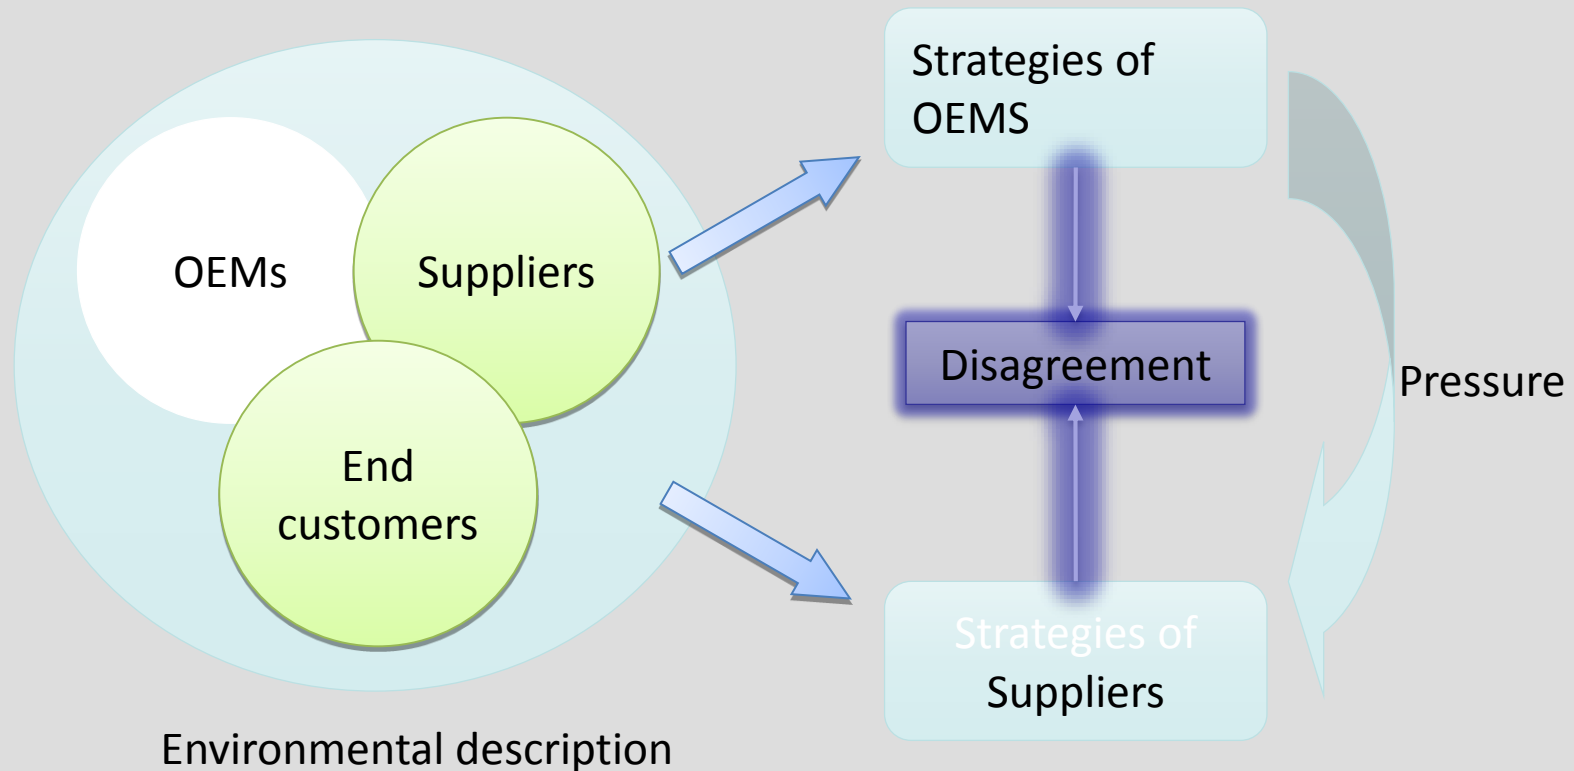 OEMs
Suppliers
End
customers
Environmental description
Strategies of
OEMS
Disagreement
Strategies of
Suppliers
Pressure